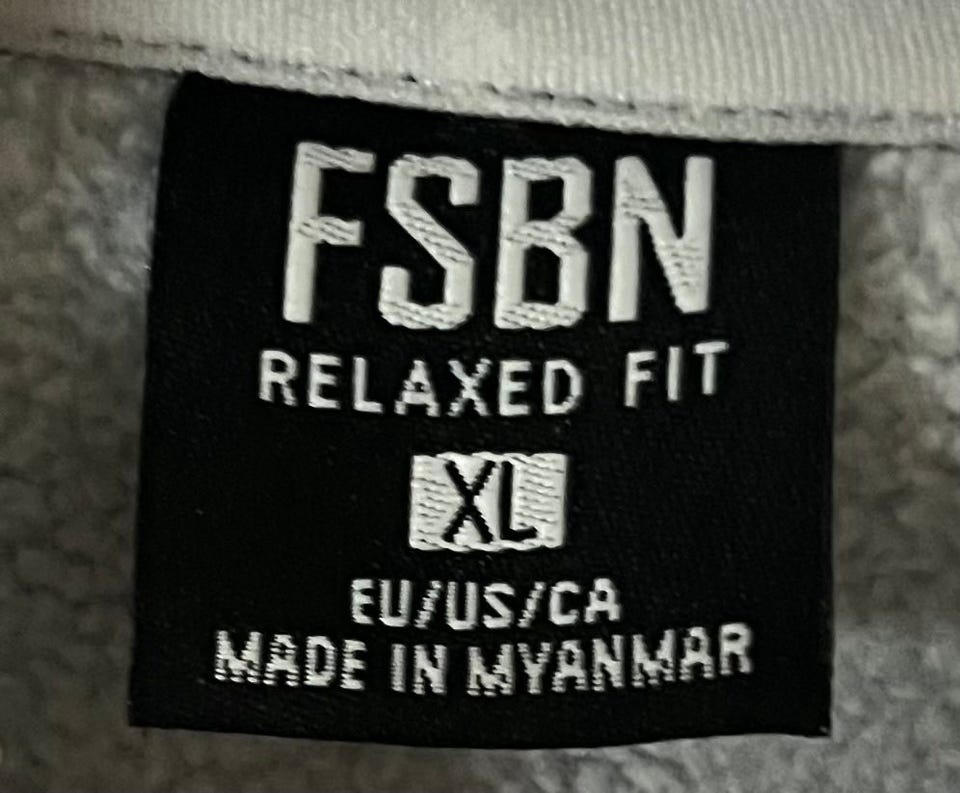 FSBN
RELAXED FIT
XL
EU/US/CA
MADE IN MYANMAR